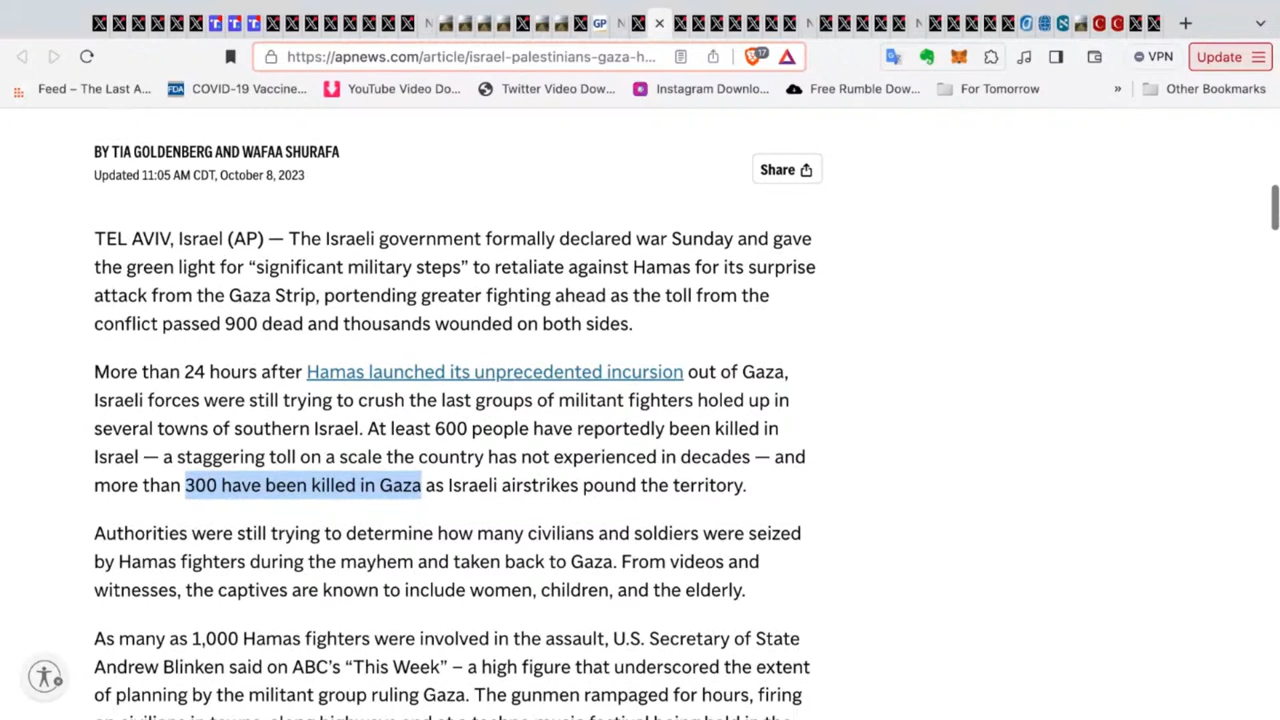 GP
https://apnews.com/article/israel-palestinians-gaza-h...
17
VPN
Update
Feed – The Last A...
FDA COVID-19 Vaccine...
YouTube Video Do...
Twitter Video Dow...
Instagram Downlo...
Free Rumble Dow...
For Tomorrow
»
Other Bookmarks
BY TIA GOLDENBERG AND WAFAA SHURAFA
Updated 11:05 AM CDT, October 8, 2023
Share
TEL AVIV, Israel (AP) — The Israeli government formally declared war Sunday and gave
the green light for “significant military steps” to retaliate against Hamas for its surprise
attack from the Gaza Strip, portending greater fighting ahead as the toll from the
conflict passed 900 dead and thousands wounded on both sides.
More than 24 hours after Hamas launched its unprecedented incursion out of Gaza,
Israeli forces were still trying to crush the last groups of militant fighters holed up in
several towns of southern Israel. At least 600 people have reportedly been killed in
Israel — a staggering toll on a scale the country has not experienced in decades — and
more than 300 have been killed in Gaza as Israeli airstrikes pound the territory.
Authorities were still trying to determine how many civilians and soldiers were seized
by Hamas fighters during the mayhem and taken back to Gaza. From videos and
witnesses, the captives are known to include women, children, and the elderly.
As many as 1,000 Hamas fighters were involved in the assault, U.S. Secretary of State
Andrew Blinken said on ABC’s “This Week” – a high figure that underscored the extent
of planning by the militant group ruling Gaza. The gunmen rampaged for hours, firing